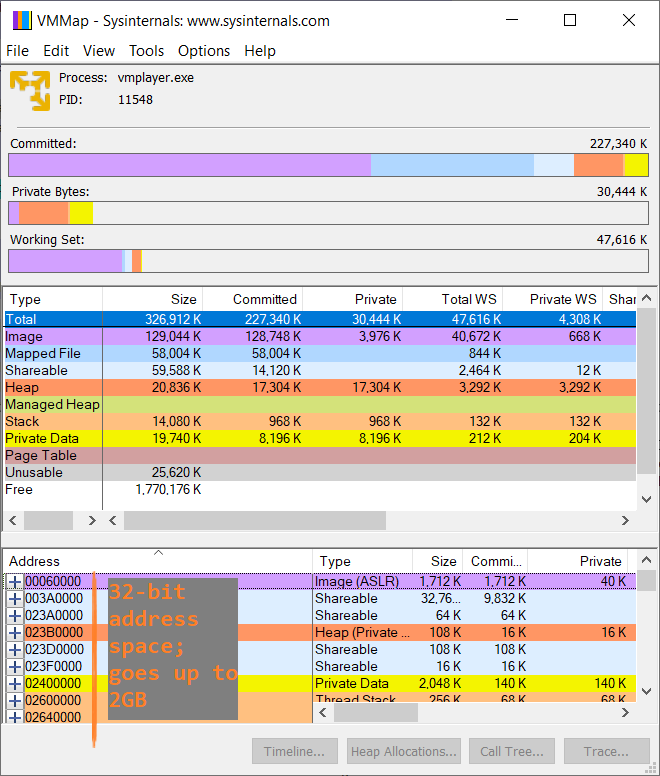 VMMap - Sysinternals: www.sysinternals.com
File Edit View Tools Options Help
Process: vmplayer.exe
PID: 11548
Committed: 227,340 K
Private Bytes: 30,444 K
Working Set: 47,616 K
Type Size Committed Private Total WS Private WS Shar
Total 326,912 K 227,340 K 30,444 K 47,616 K 4,308 K
Image 129,044 K 128,748 K 3,976 K 40,672 K 668 K
Mapped File 58,004 K 58,004 K 844 K
Shareable 59,588 K 14,120 K 2,464 K 12 K
Heap 20,836 K 17,304 K 17,304 K 3,292 K 3,292 K
Managed Heap
Stack 14,080 K 968 K 968 K 132 K 132 K
Private Data 19,740 K 8,196 K 8,196 K 212 K 204 K
Page Table
Unusable 25,620 K
Free 1,770,176 K
Address Type Size Commi... Private
00060000 Image (ASLR) 1,712 K 1,712 K 40 K
003A0000 Shareable 32,76... 9,832 K
023A0000 Shareable 64 K 64 K
023B0000 Heap (Private ... 108 K 16 K 16 K
023D0000 Shareable 108 K 108 K
023F0000 Shareable 16 K 16 K
02400000 Private Data 2,048 K 140 K 140 K
02600000 Thread Stack 256 K 68 K 68 K
02640000
32-bit
address
space;
goes up to
2GB
Timeline... Heap Allocations... Call Tree... Trace...